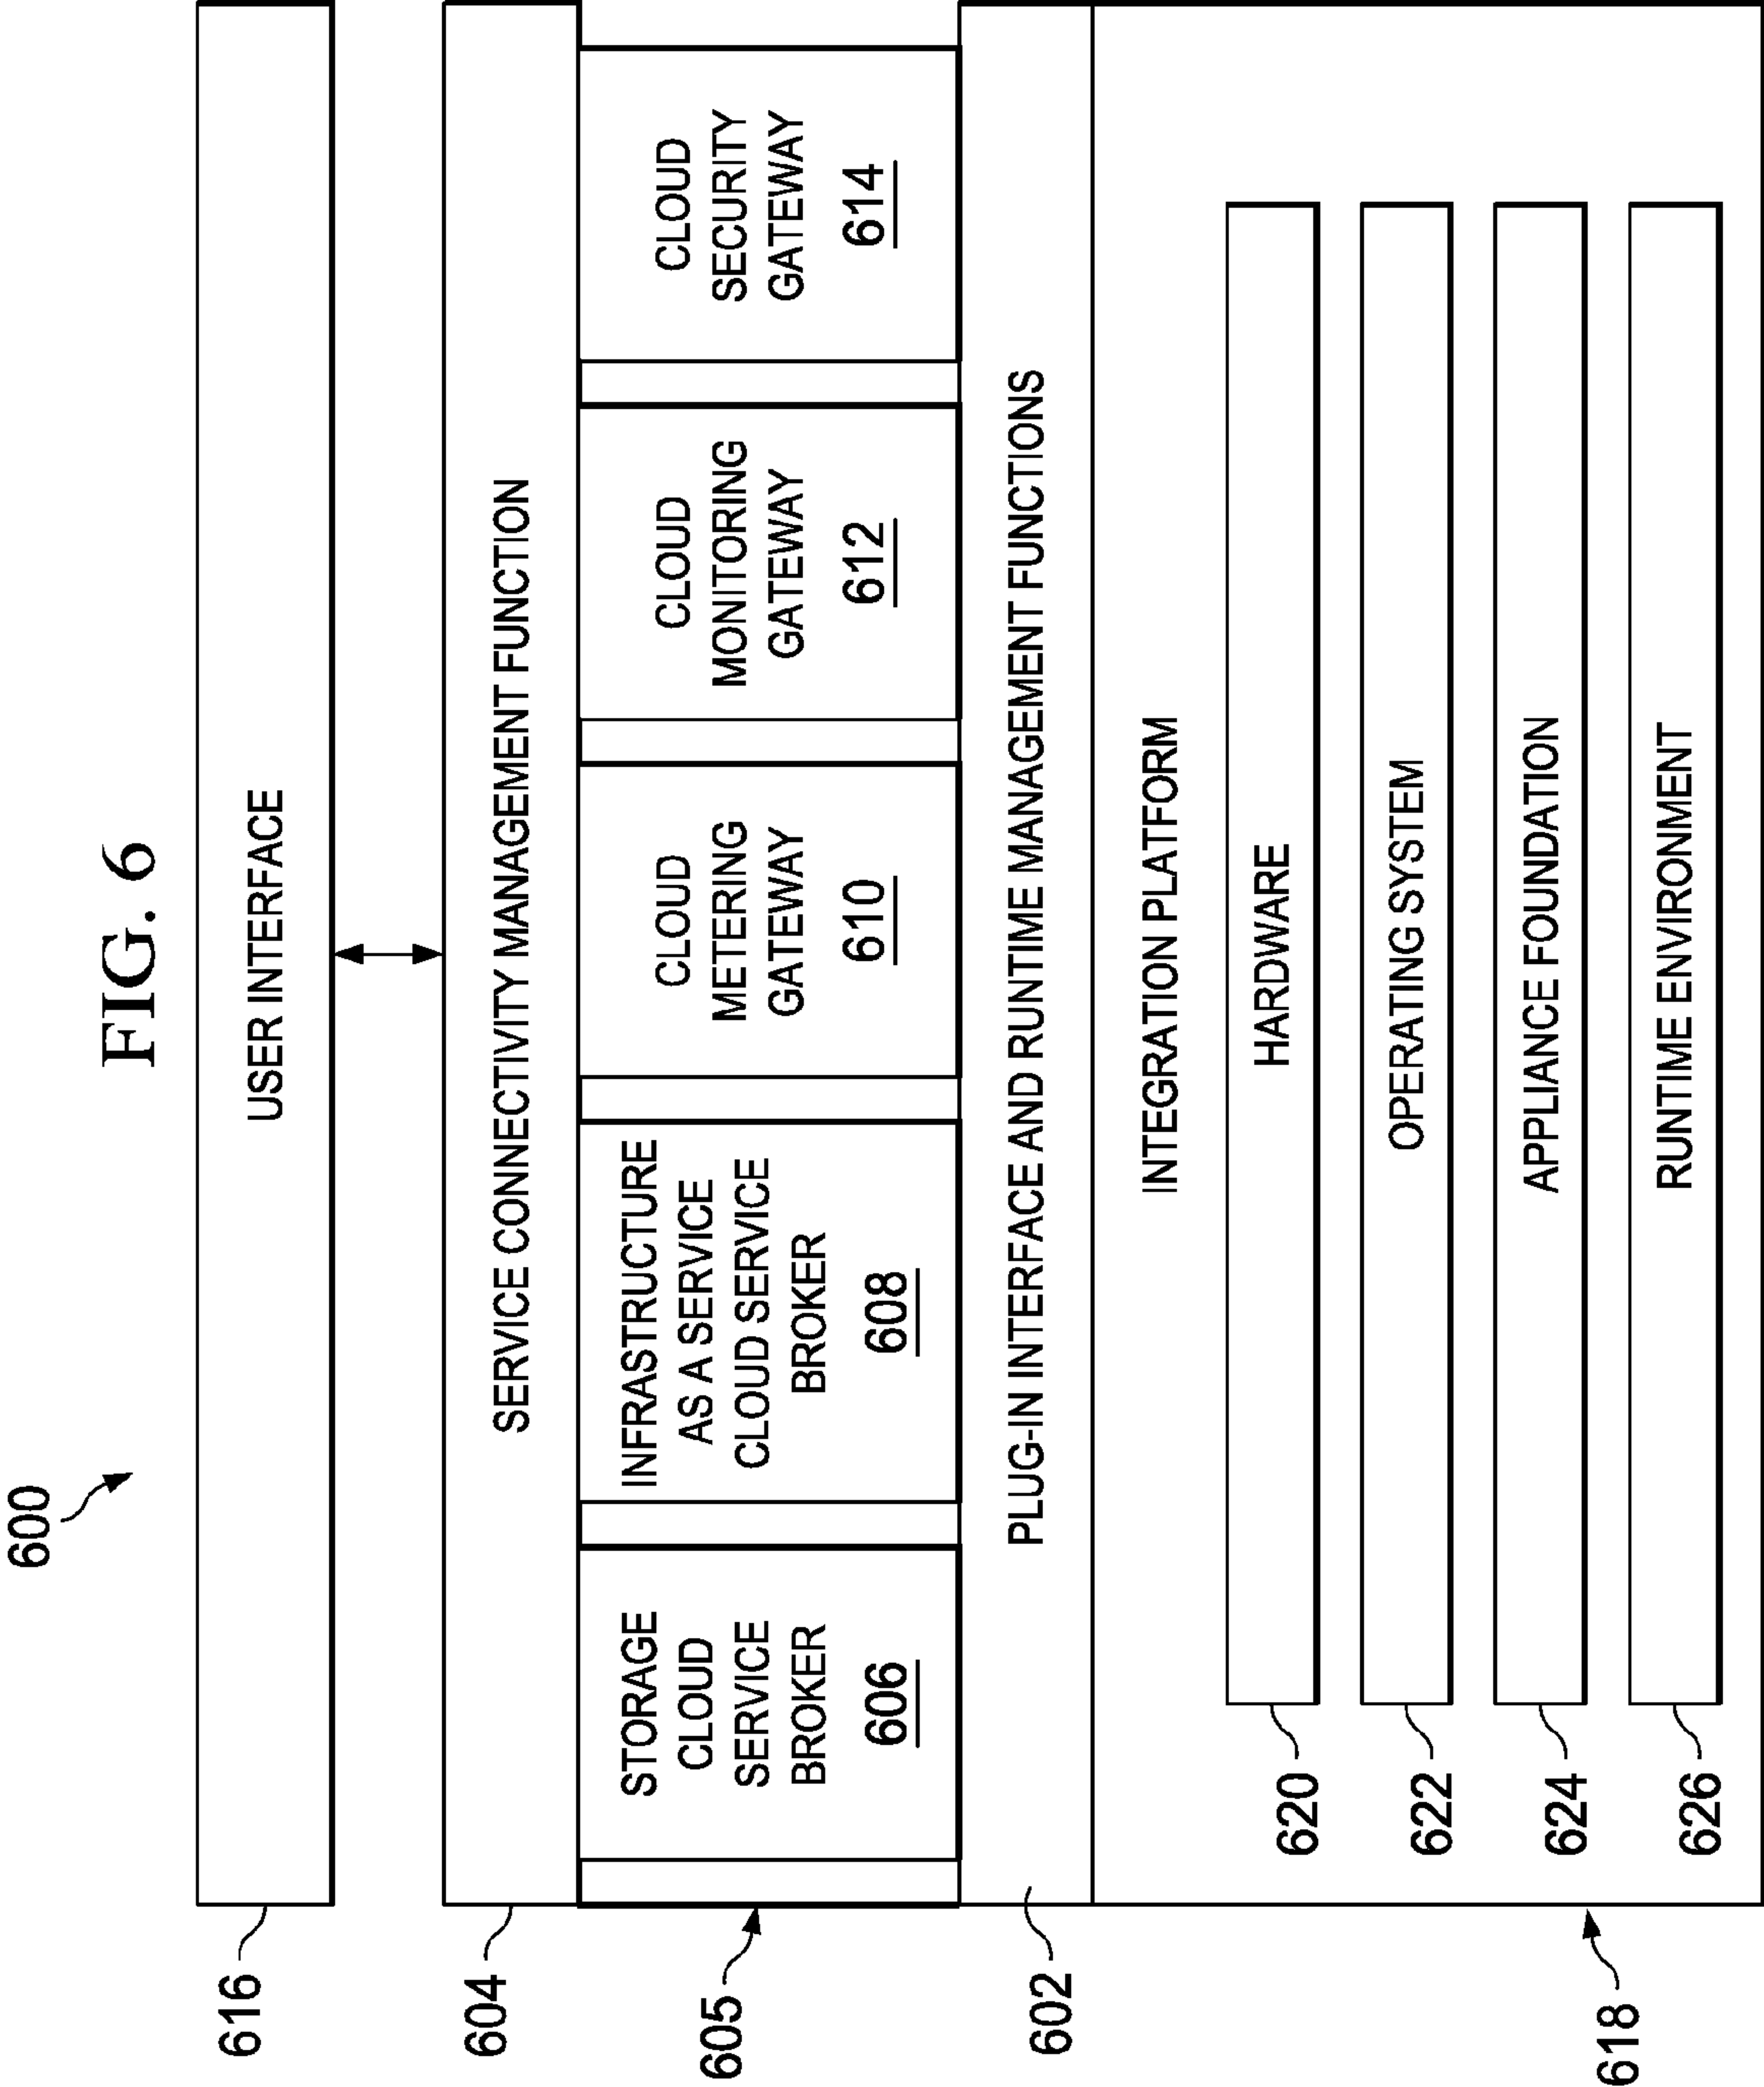 FIG. 6
600
616
USER INTERFACE
604
SERVICE CONNECTIVITY MANAGEMENT FUNCTION
605
STORAGE
CLOUD
SERVICE
BROKER
606
INFRASTRUCTURE
AS A SERVICE
CLOUD SERVICE
BROKER
608
CLOUD
METERING
GATEWAY
610
CLOUD
MONITORING
GATEWAY
612
CLOUD
SECURITY
GATEWAY
614
602
PLUG-IN INTERFACE AND RUNTIME MANAGEMENT FUNCTIONS
INTEGRATION PLATFORM
620
HARDWARE
622
OPERATING SYSTEM
624
APPLIANCE FOUNDATION
618
626
RUNTIME ENVIRONMENT